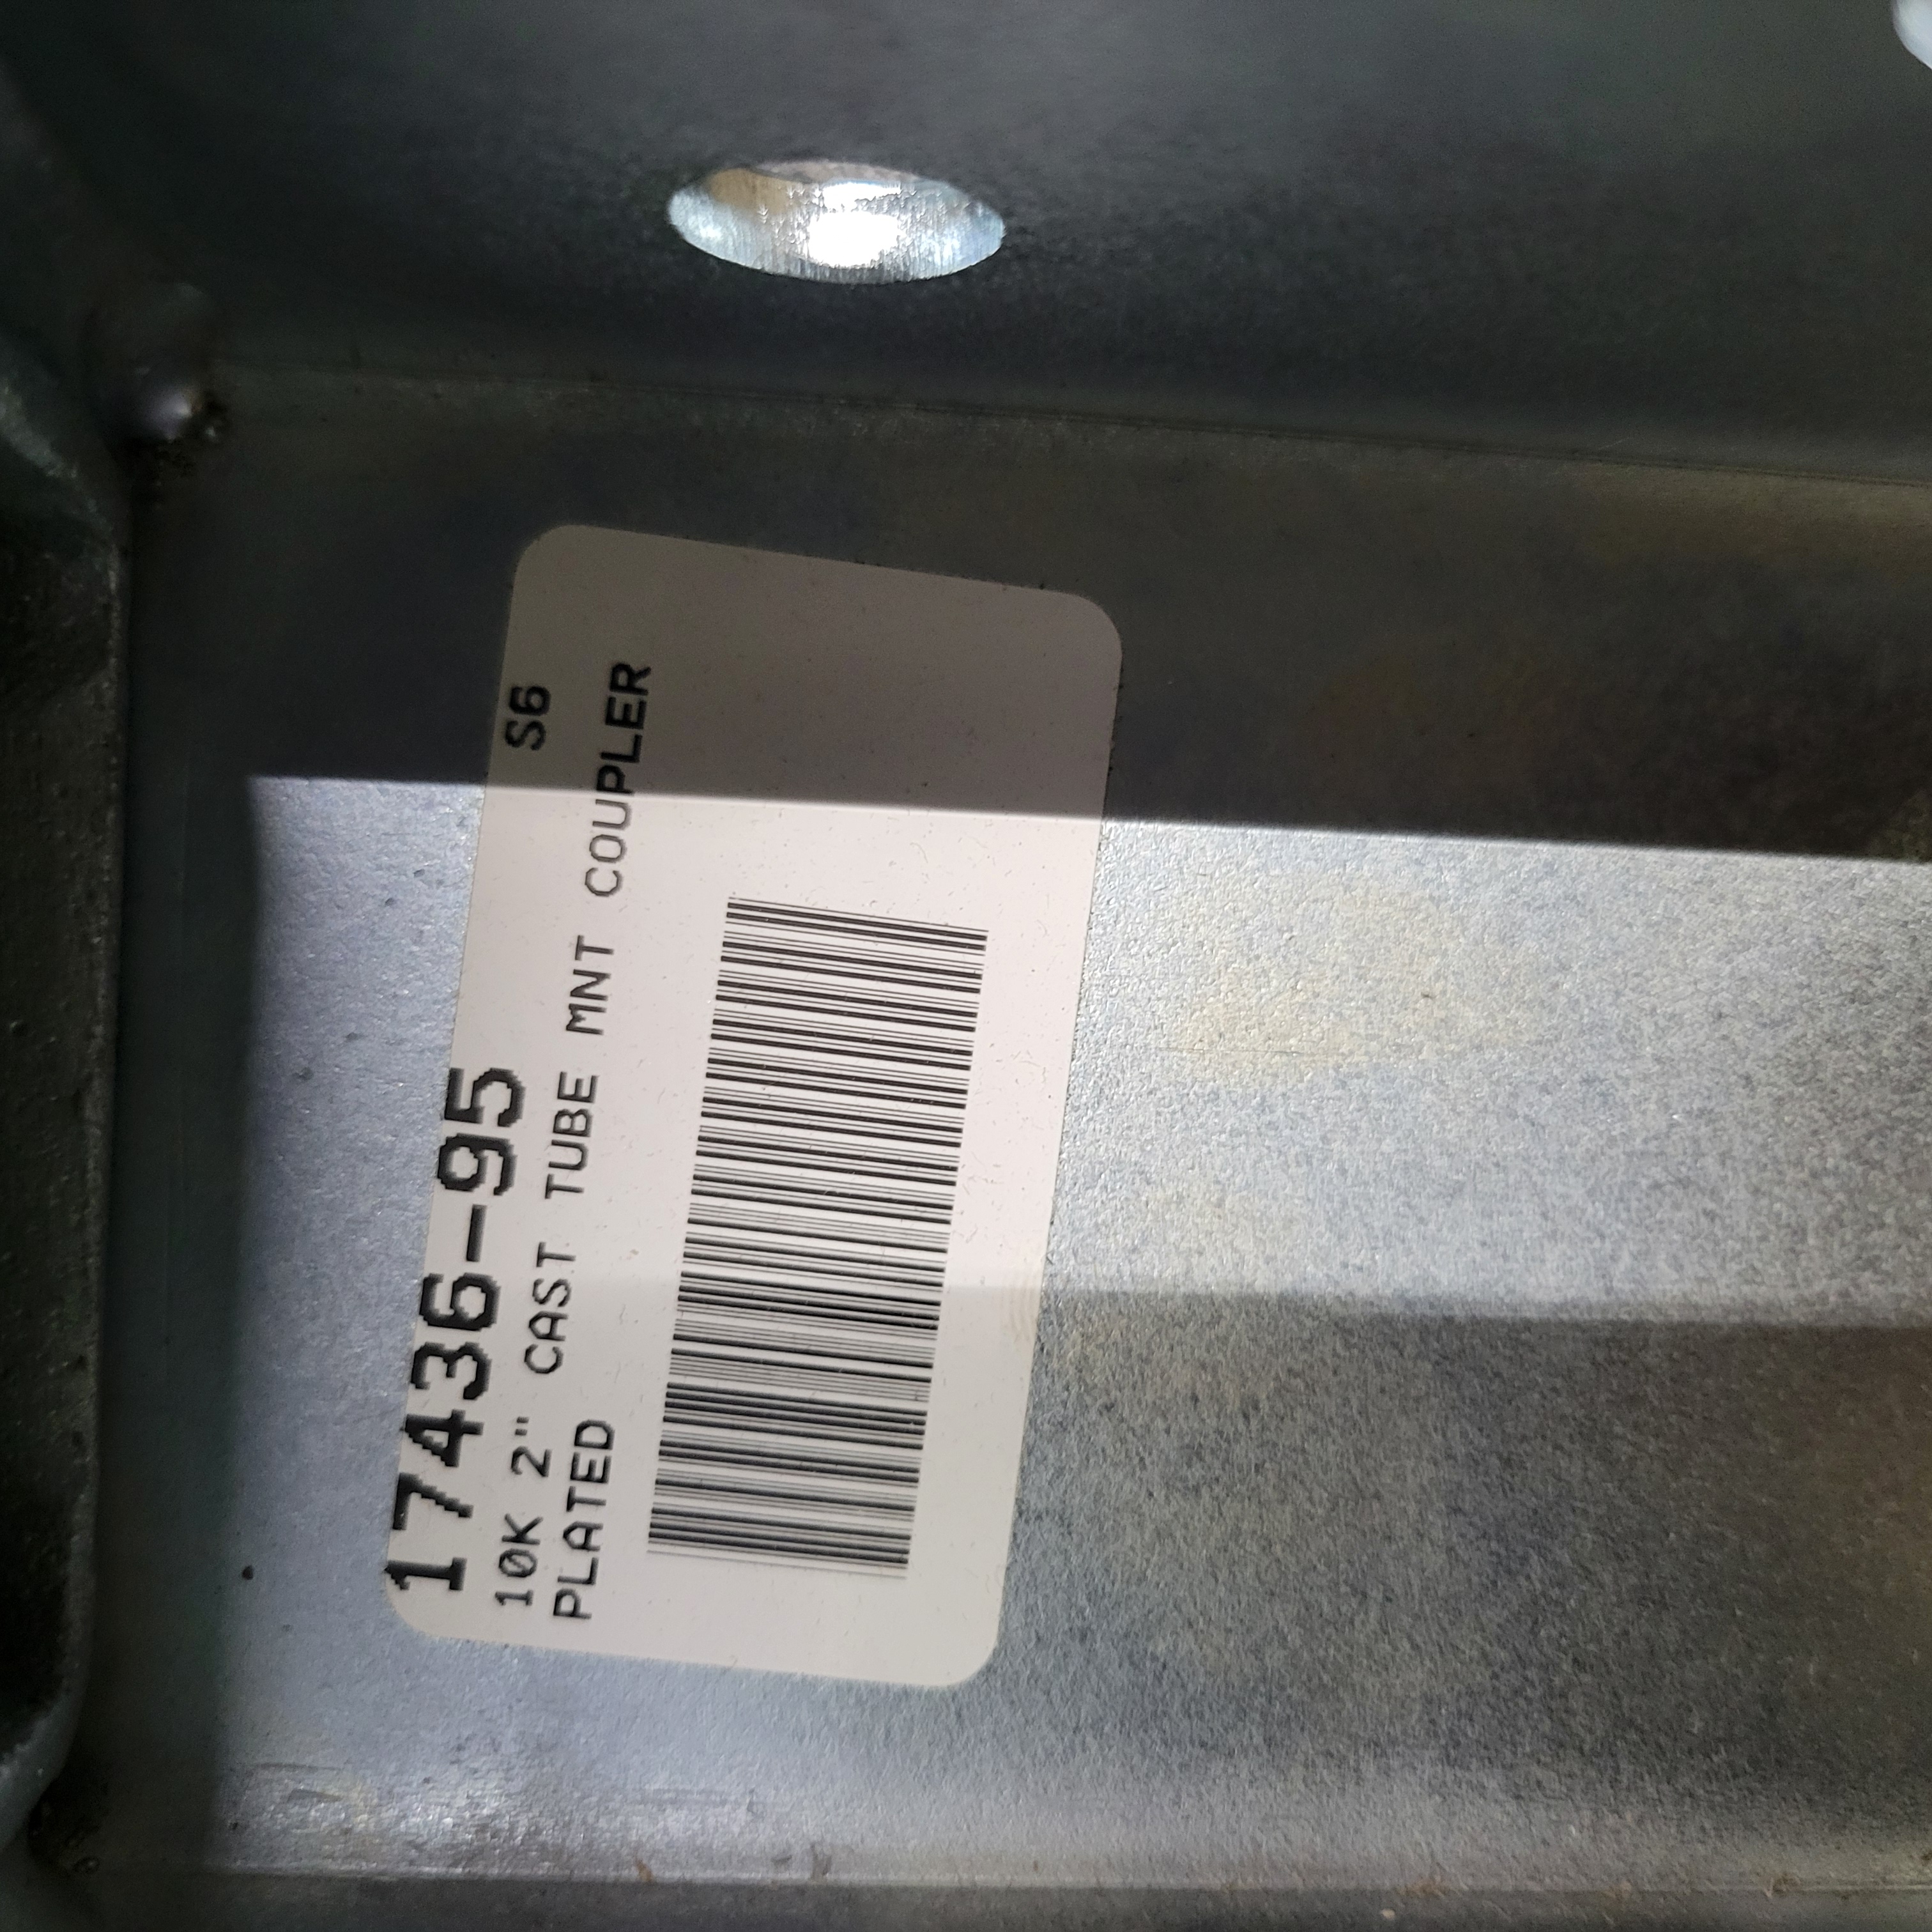 17436-95 S6
10K 2" CAST TUBE MNT COUPLER
PLATED